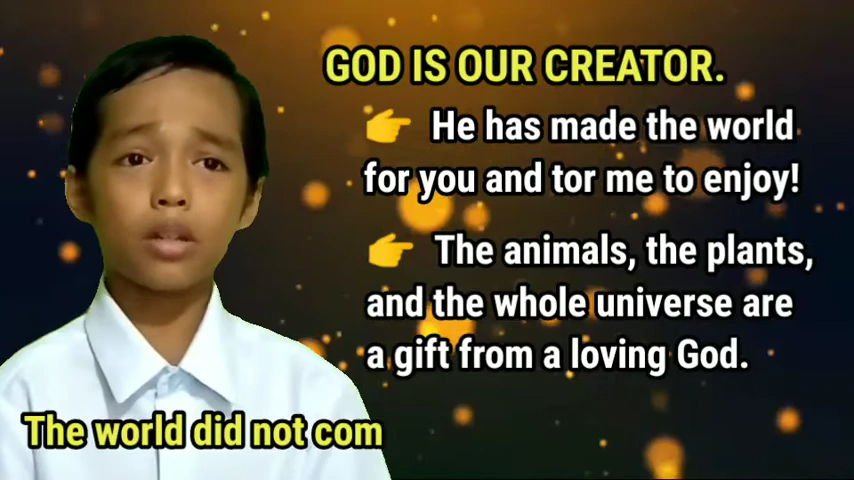 GOD IS OUR CREATOR.
👉 He has made the world
for you and tor me to enjoy!
👉 The animals, the plants,
and the whole universe are
a gift from a loving God.
The world did not com